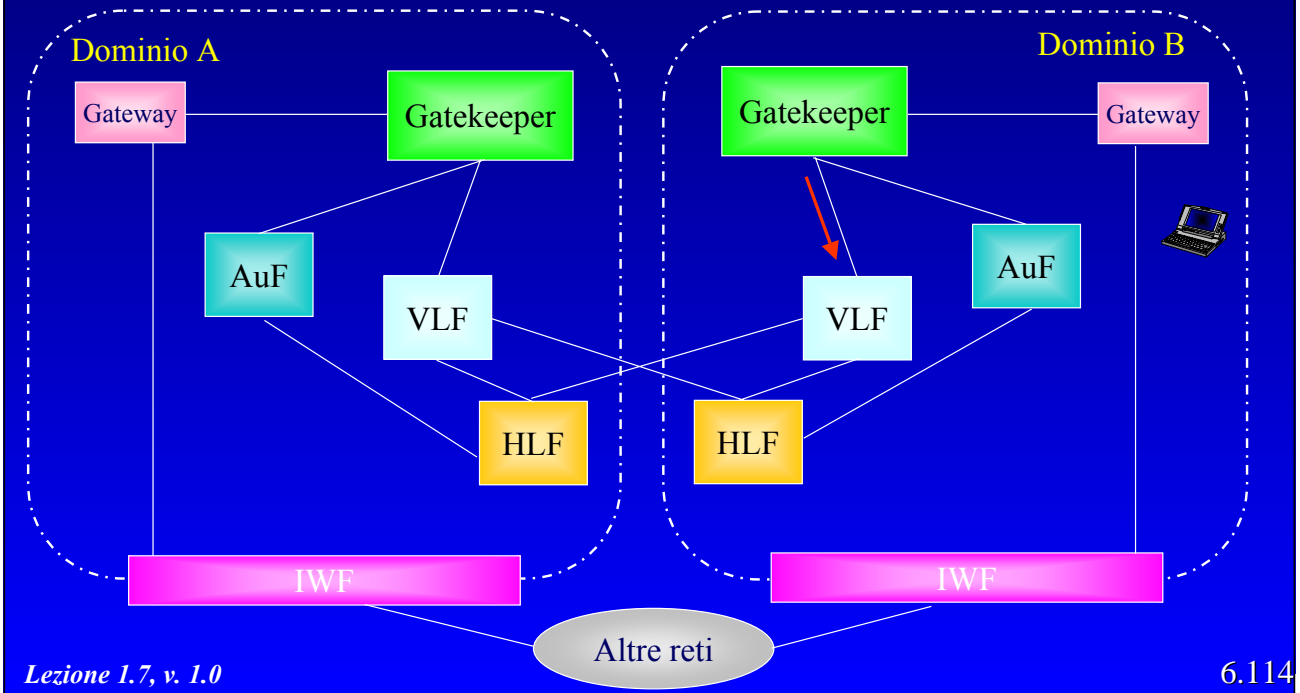 Dominio A
Dominio B
Gateway
Gatekeeper
Gatekeeper
Gateway
AuF
AuF
VLF
VLF
HLF
HLF
IWF
IWF
Altre reti
Lezione 1.7, v. 1.0
6.114